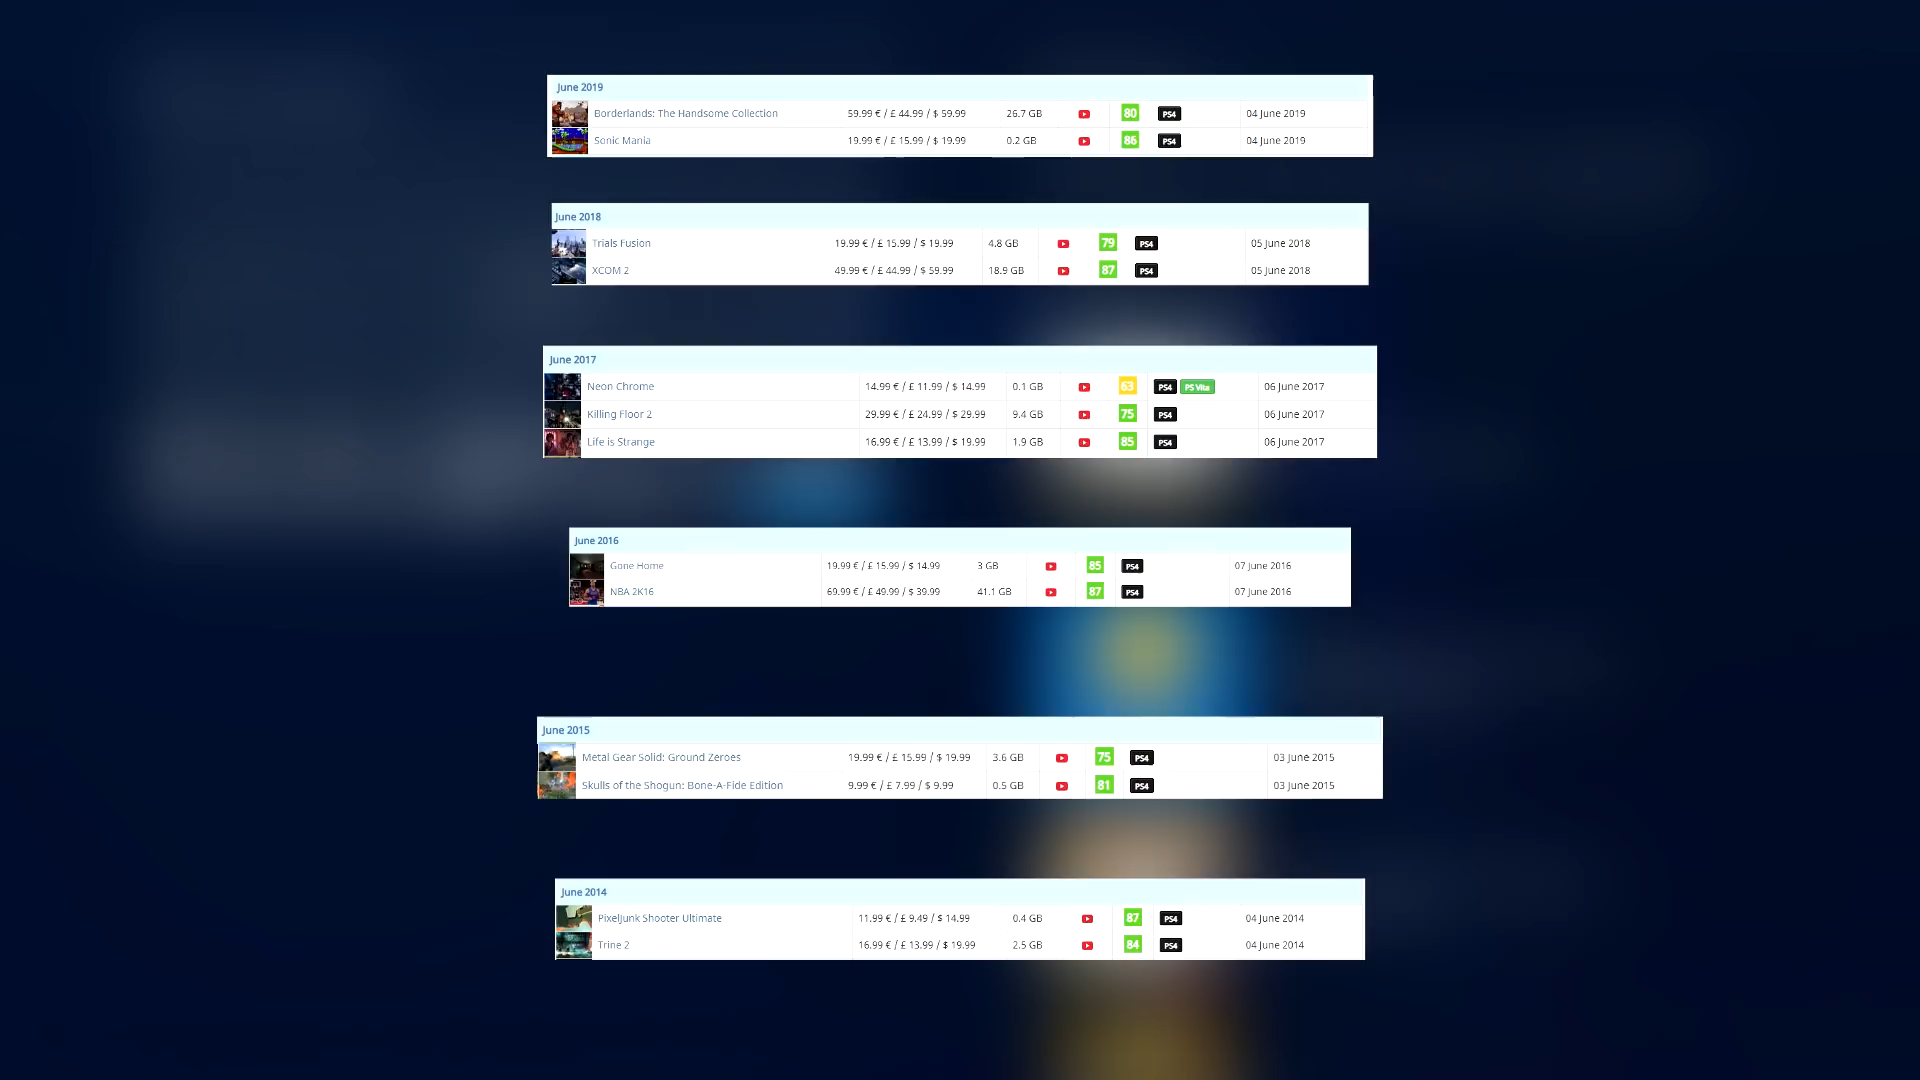 June 2019
Borderlands: The Handsome Collection 59.99 € / £ 44.99 / $ 59.99 26.7 GB 80 PS4 04 June 2019
Sonic Mania 19.99 € / £ 15.99 / $ 19.99 0.2 GB 86 PS4 04 June 2019
June 2018
Trials Fusion 19.99 € / £ 15.99 / $ 19.99 4.8 GB 79 PS4 05 June 2018
XCOM 2 49.99 € / £ 44.99 / $ 59.99 18.9 GB 87 PS4 05 June 2018
June 2017
Neon Chrome 14.99 € / £ 11.99 / $ 14.99 0.1 GB 63 PS4 PS Vita 06 June 2017
Killing Floor 2 29.99 € / £ 24.99 / $ 29.99 9.4 GB 75 PS4 06 June 2017
Life is Strange 16.99 € / £ 13.99 / $ 19.99 1.9 GB 85 PS4 06 June 2017
June 2016
Gone Home 19.99 € / £ 15.99 / $ 14.99 3 GB 85 PS4 07 June 2016
NBA 2K16 69.99 € / £ 49.99 / $ 39.99 41.1 GB 87 PS4 07 June 2016
June 2015
Metal Gear Solid: Ground Zeroes 19.99 € / £ 15.99 / $ 19.99 3.6 GB 75 PS4 03 June 2015
Skulls of the Shogun: Bone-A-Fide Edition 9.99 € / £ 7.99 / $ 9.99 0.5 GB 81 PS4 03 June 2015
June 2014
PixelJunk Shooter Ultimate 11.99 € / £ 9.49 / $ 14.99 0.4 GB 87 PS4 04 June 2014
Trine 2 16.99 € / £ 13.99 / $ 19.99 2.5 GB 84 PS4 04 June 2014